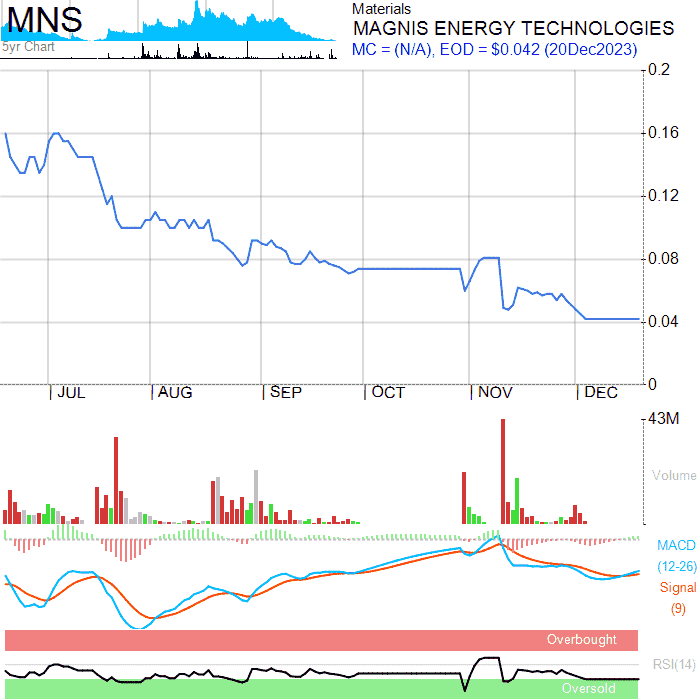 MNS
5yr Chart
Materials
MAGNIS ENERGY TECHNOLOGIES
MC = (N/A), EOD = $0.042 (20Dec2023)
0.2
0.16
0.12
0.08
0.04
0
JUL AUG SEP OCT NOV DEC
43M
Volume
MACD
(12-26)
Signal
(9)
Overbought
RSI(14)
Oversold